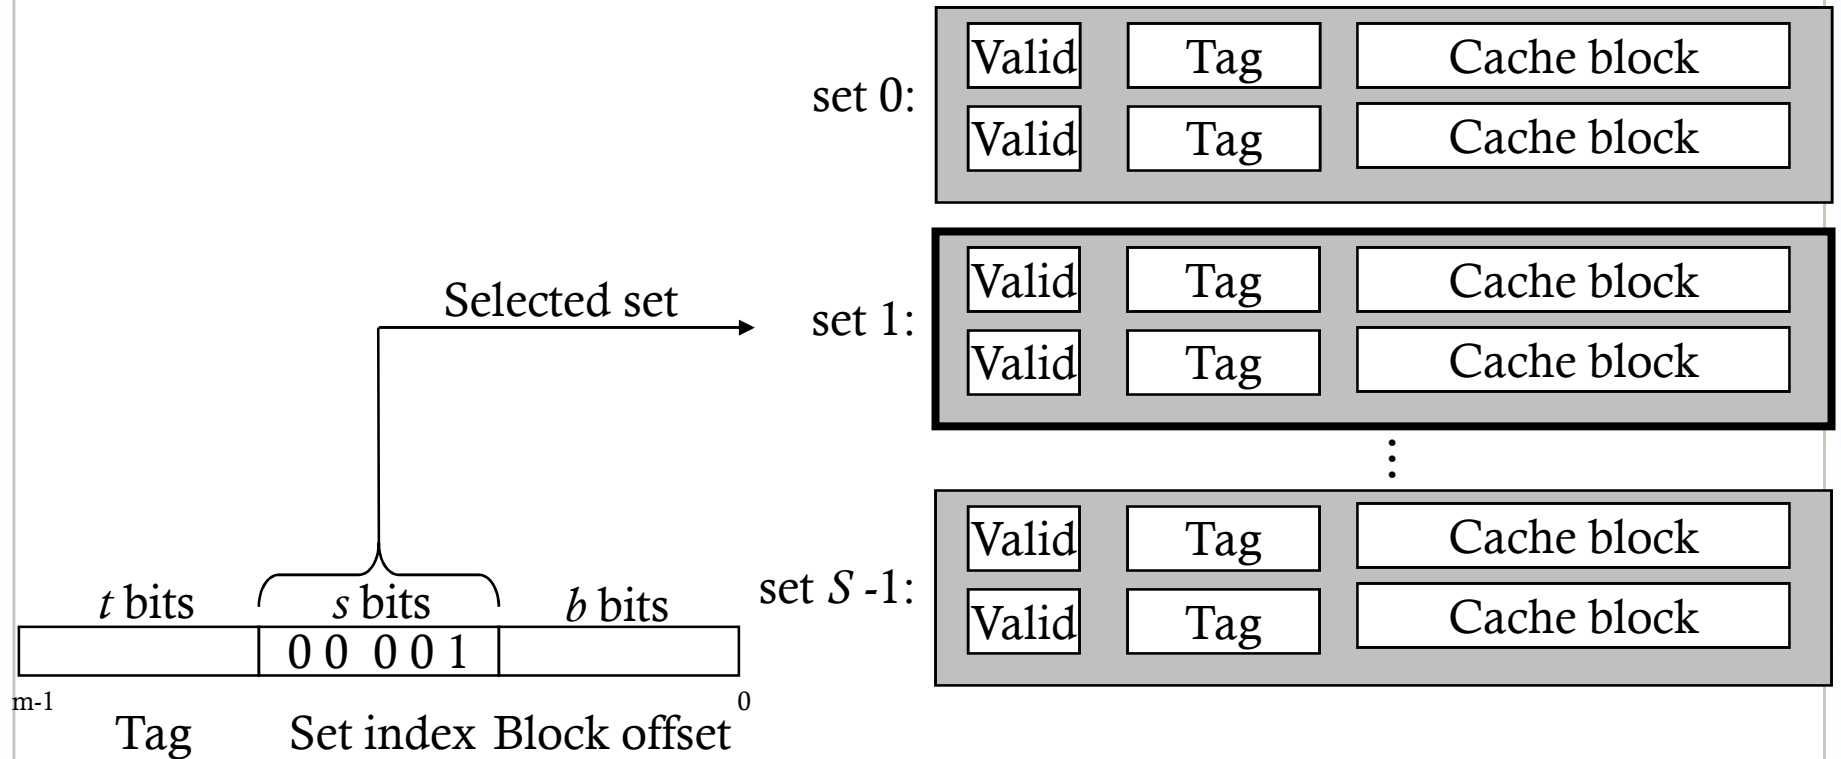 Valid Tag Cache block
set 0:
Valid Tag Cache block
Valid Tag Cache block
Selected set
set 1:
Valid Tag Cache block
⋮
Valid Tag Cache block
set S -1:
Valid Tag Cache block
t bits s bits b bits
0 0 0 0 1
m-1 0
Tag Set index Block offset